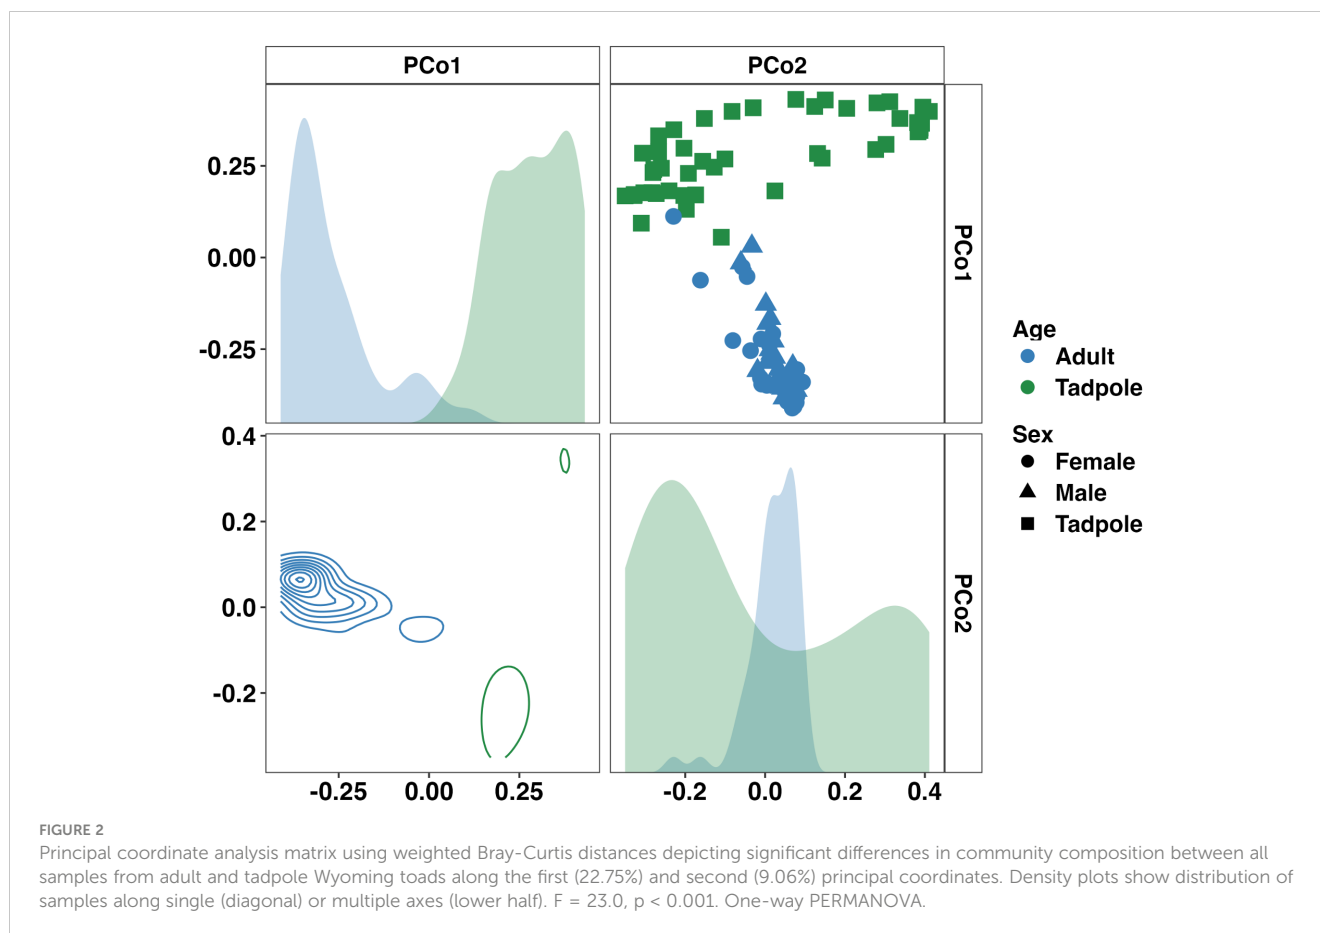 PCo1 PCo2
0.25
0.00
-0.25
PCo1
0.4
0.2
0.0
-0.2
PCo2
-0.25 0.00 0.25
-0.2 0.0 0.2 0.4
Age
Adult
Tadpole
Sex
Female
Male
Tadpole
FIGURE 2
Principal coordinate analysis matrix using weighted Bray-Curtis distances depicting significant differences in community composition between all
samples from adult and tadpole Wyoming toads along the first (22.75%) and second (9.06%) principal coordinates. Density plots show distribution of
samples along single (diagonal) or multiple axes (lower half). F = 23.0, p < 0.001. One-way PERMANOVA.